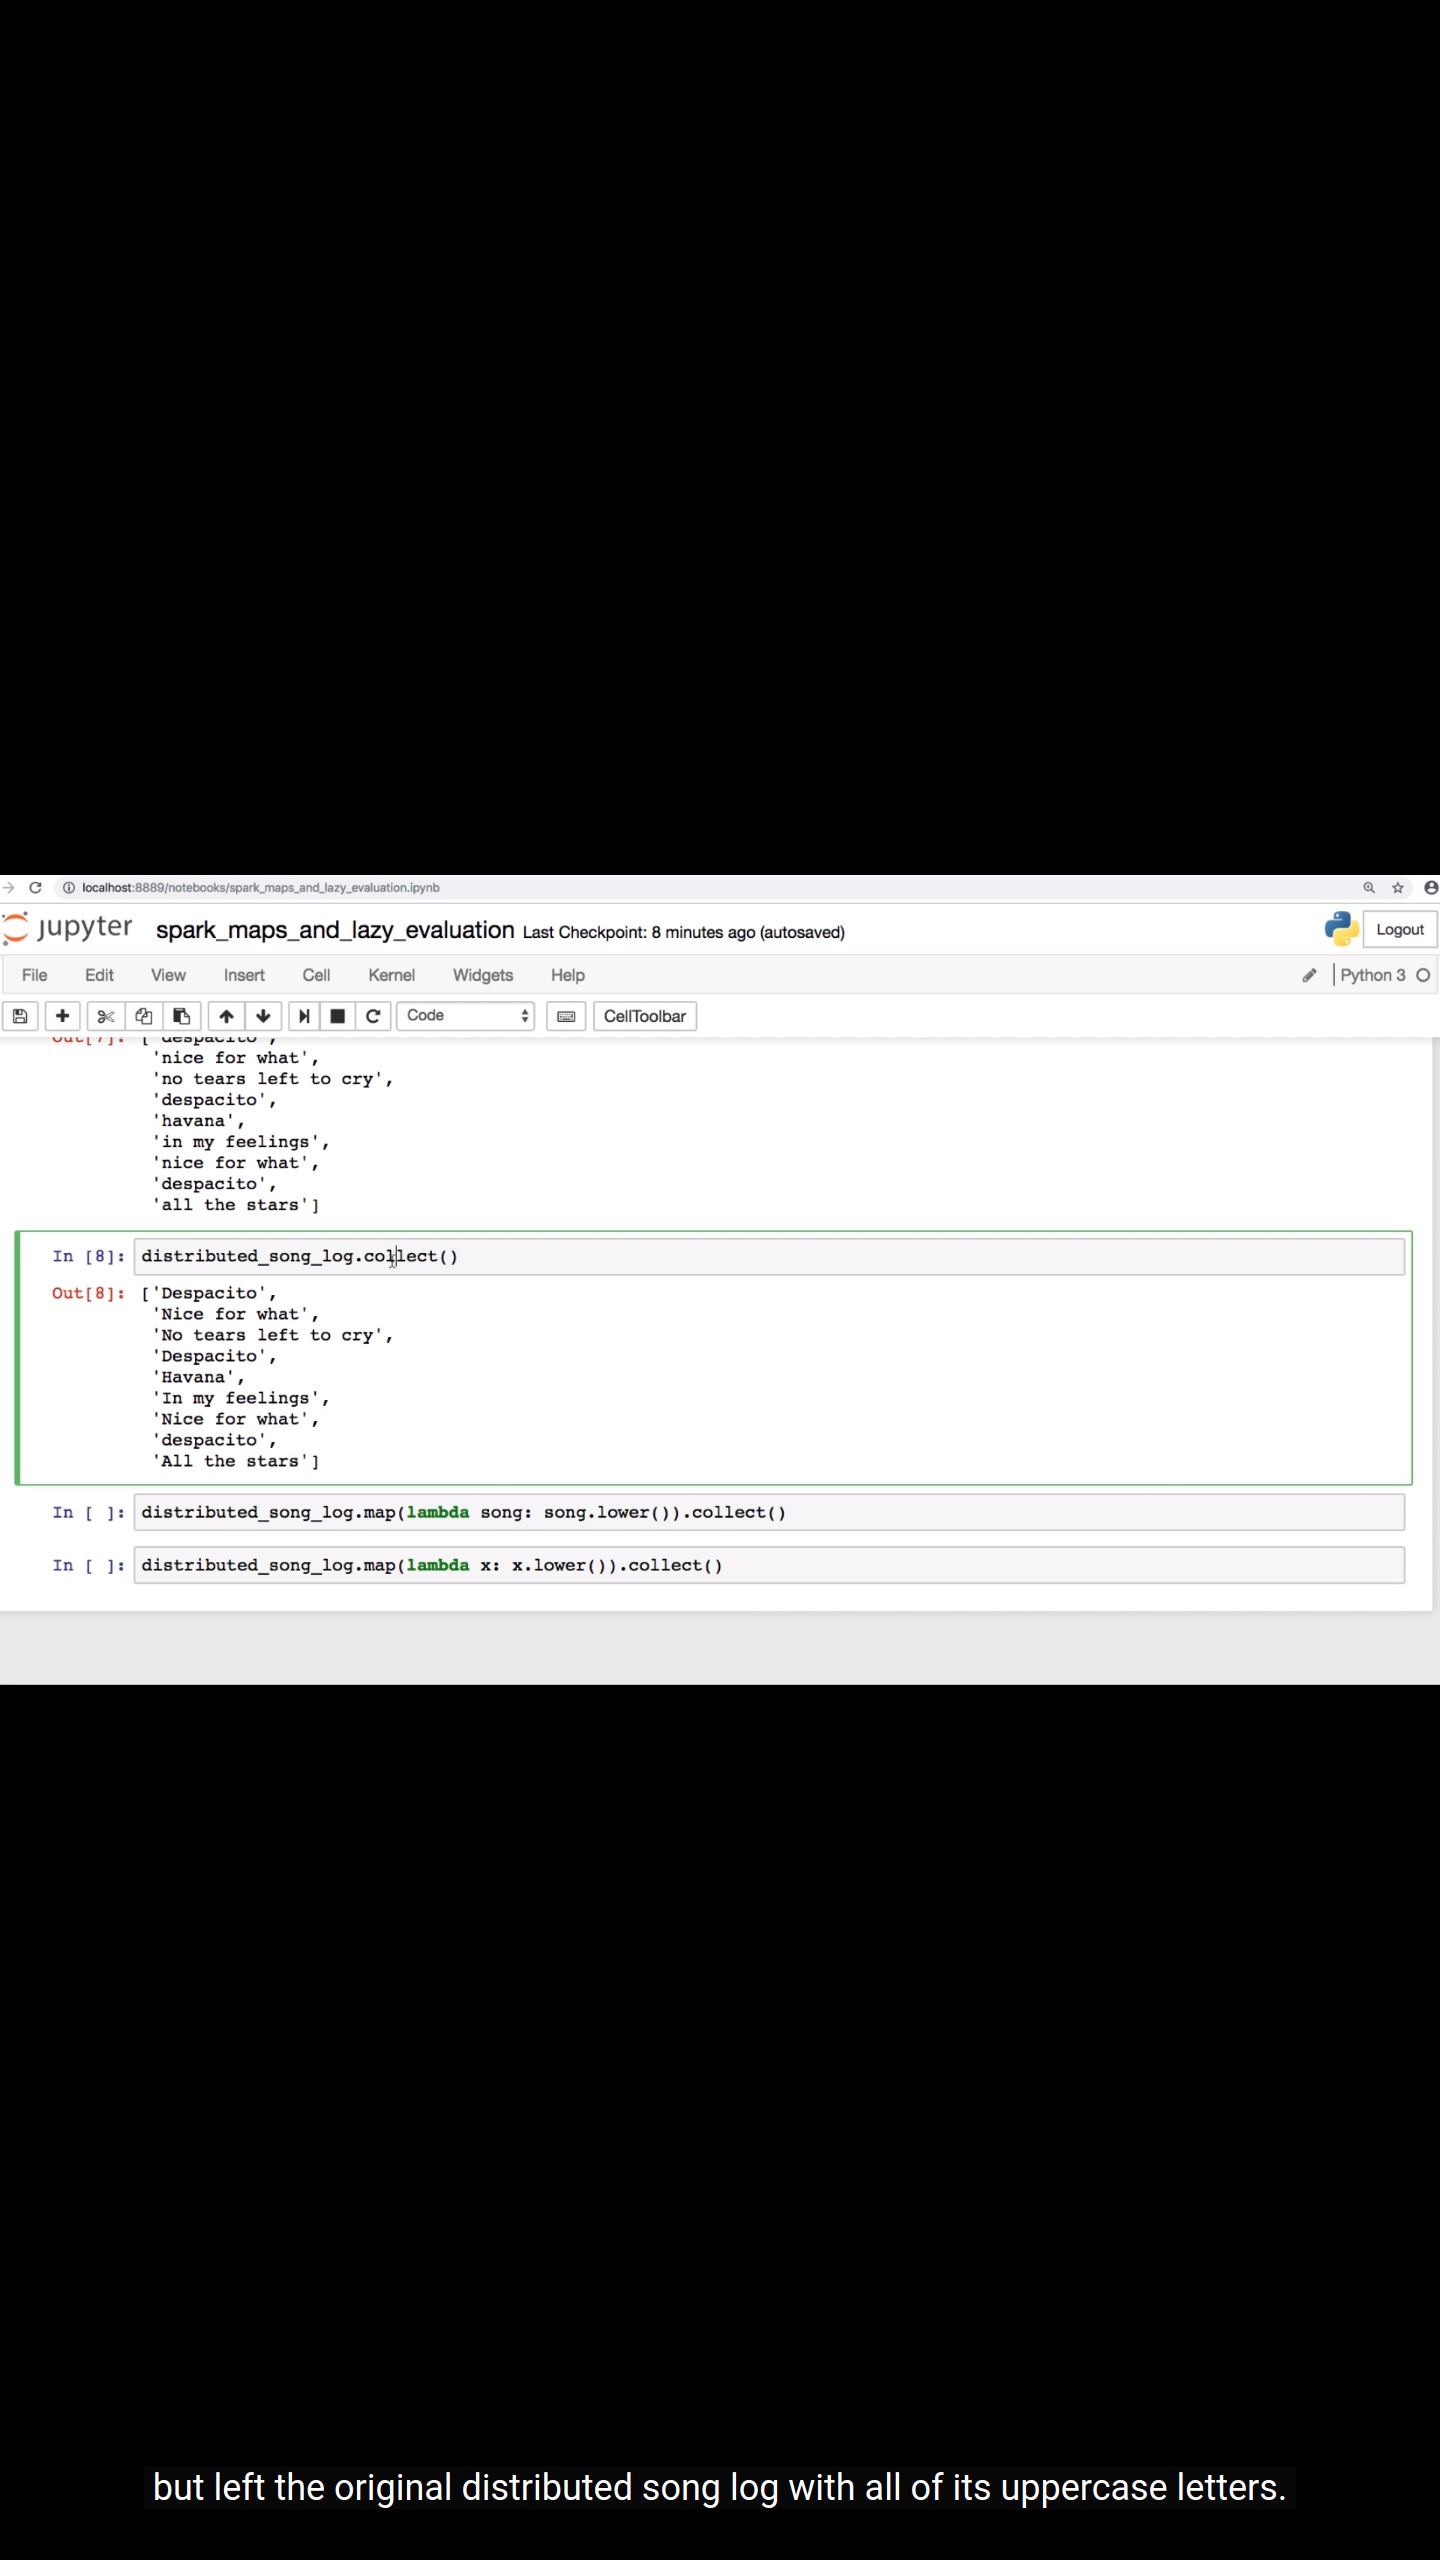 localhost:8889/notebooks/spark_maps_and_lazy_evaluation.ipynb
jupyter spark_maps_and_lazy_evaluation Last Checkpoint: 8 minutes ago (autosaved) Logout
File Edit View Insert Cell Kernel Widgets Help Python 3
Code CellToolbar
Out[7]: ['despacito',
'nice for what',
'no tears left to cry',
'despacito',
'havana',
'in my feelings',
'nice for what',
'despacito',
'all the stars']
In [8]: distributed_song_log.collect()
Out[8]: ['Despacito',
'Nice for what',
'No tears left to cry',
'Despacito',
'Havana',
'In my feelings',
'Nice for what',
'despacito',
'All the stars']
In [ ]: distributed_song_log.map(lambda song: song.lower()).collect()
In [ ]: distributed_song_log.map(lambda x: x.lower()).collect()
but left the original distributed song log with all of its uppercase letters.